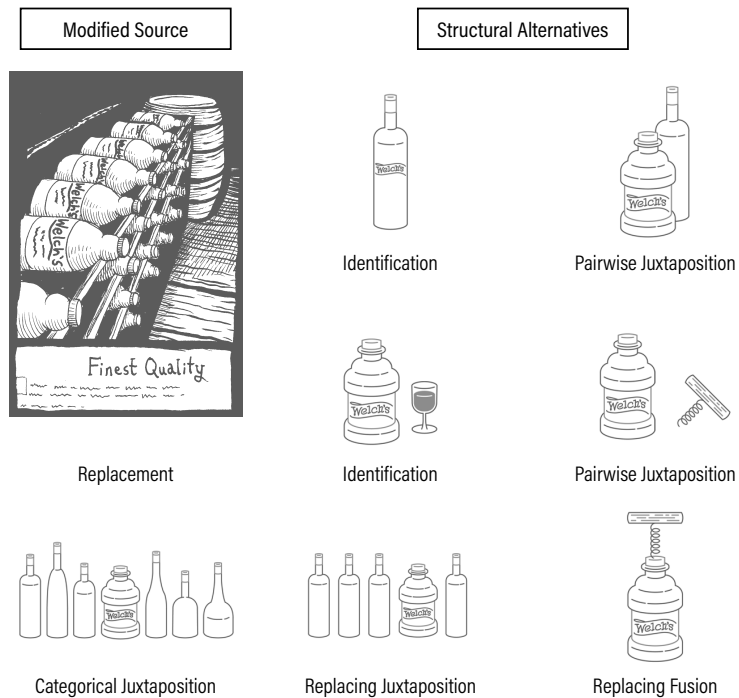 Modified Source
Structural Alternatives
Welch's
Welch's
Welch's
Finest Quality
Replacement
Welch's
Identification
Welch's
Pairwise Juxtaposition
Welch's
Identification
Welch's
Pairwise Juxtaposition
Welch's
Categorical Juxtaposition
Welch's
Replacing Juxtaposition
Welch's
Replacing Fusion